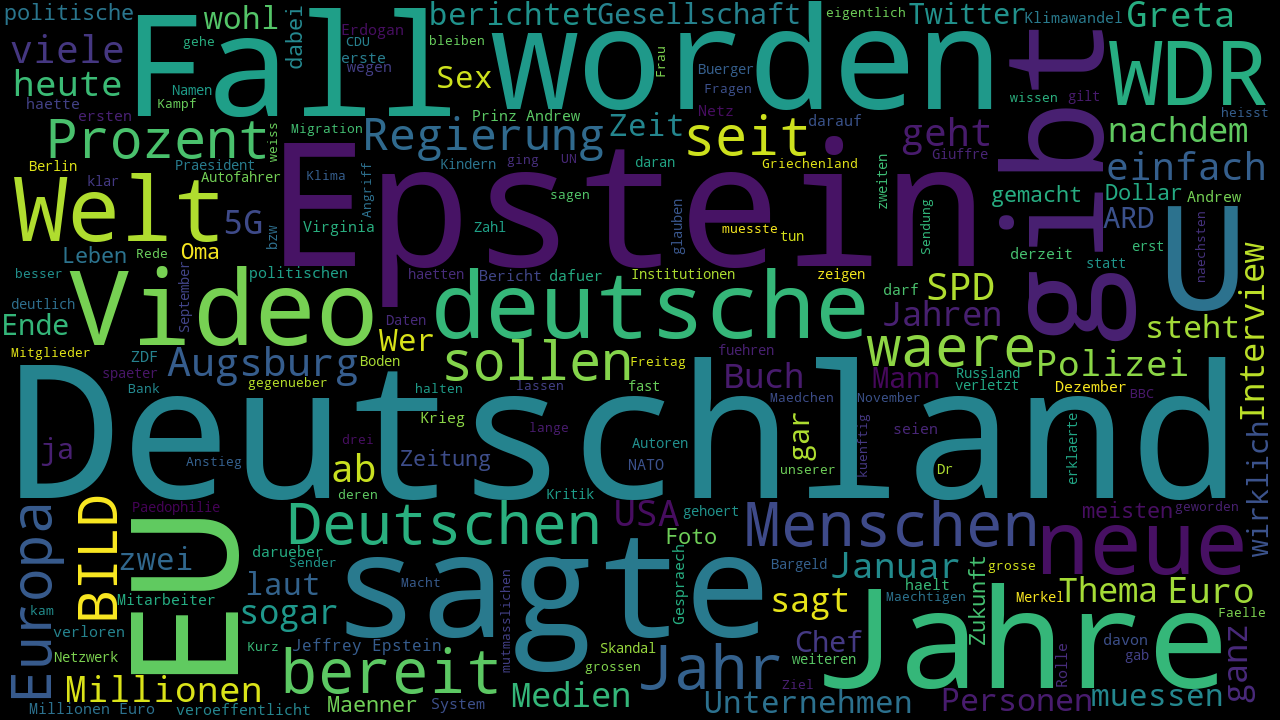 politische
wohl
dabei
Erdogan
berichtet
Gesellschaft
eigentlich
Twitter
Klimawandel
Greta
viele
gehe
Fall
CDU
erste
wegen
bleiben
Sex
worden
Frau
Buerger
Fragen
gibt
WDR
heute
haette
ersten
Namen
Kampf
wissen
gilt
Prozent
weiss
Migration
Regierung
Prinz Andrew
Zeit
Netz
seit
darauf
geht
Giuffre
nachdem
Berlin
klar
Praesident
Autofahrer
Klima
Angriff
Kindern
ging
UN
daran
Griechenland
zweiten
einfach
Welt
5G
Virginia
Epstein
sagen
Zahl
glauben
muesste
tun
sendung
gemacht
Dollar
Andrew
ARD
U
Leben
Rede
Oma
bzw
derzeit
erst
statt
naechsten
besser
deutlich
September
politischen
haetten
Bericht
dafuer
Institutionen
zeigen
darf
SPD
Interview
Ende
Video
Daten
deutsche
Jahren
steht
Mitglieder
ZDF
spaeter
Bank
Augsburg
gegenueber
Boden
Wer
sollen
Freitag
fuehren
waere
Polizei
halten
lassen
fast
Buch
Maedchen
Mann
November
Russland
verletzt
Dezember
BBC
Deutschland
ja
Anstieg
drei
ab
deren
Krieg
Zeitung
lange
Autoren
NATO
Kritik
gar
unserer
kuenftig
seien
Dr
erklaerte
Wirklich
Europa
BILD
Paedophilie
EU
Deutschen
USA
gehoert
Foto
Menschen
meisten
geworden
neue
zwei
darueber
Sender
laut
Macht
sagte
mutmasslichen
Gespraech
Bargeld
Januar
haelt
Maechtigen
Zukunft
grosse
Merkel
Thema
Euro
Faelle
kam
Mitarbeiter
sogar
sagt
verloren
Netzwerk
Kurz
Jeffrey Epstein
Skandal
grossen
Chef
weiteren
Jahre
davon
gab
Rolle
ganz
Millionen
bereit
Jahr
Ziel
Millionen Euro
veroeffentlicht
Maenner
System
Medien
Unternehmen
Personen
muessen